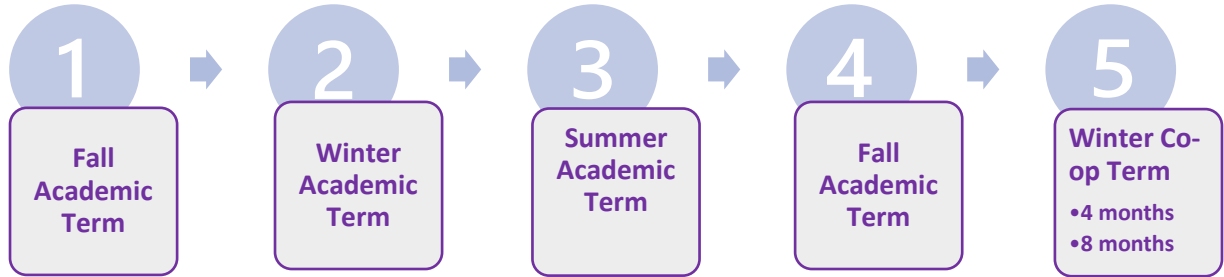 1
Fall
Academic
Term
2
Winter
Academic
Term
3
Summer
Academic
Term
4
Fall
Academic
Term
5
Winter Co-
op Term
•4 months
•8 months